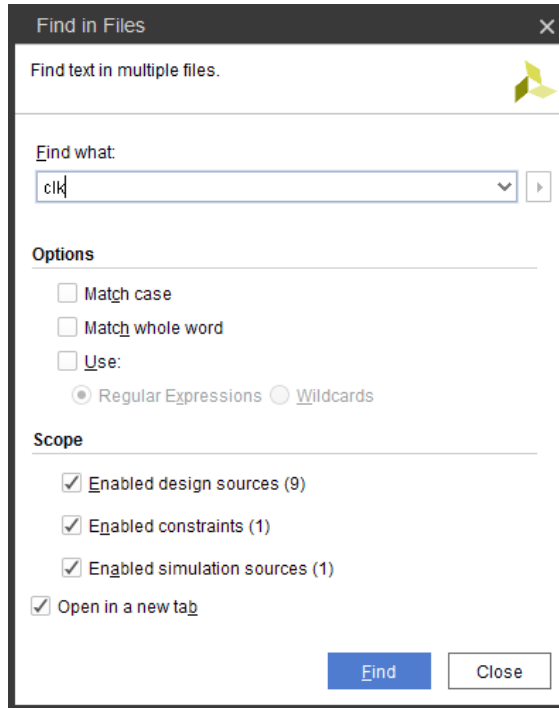 Find in Files
Find text in multiple files.
Find what:
clk
Options
Match case
Match whole word
Use:
Regular Expressions Wildcards
Scope
Enabled design sources (9)
Enabled constraints (1)
Enabled simulation sources (1)
Open in a new tab
Find Close